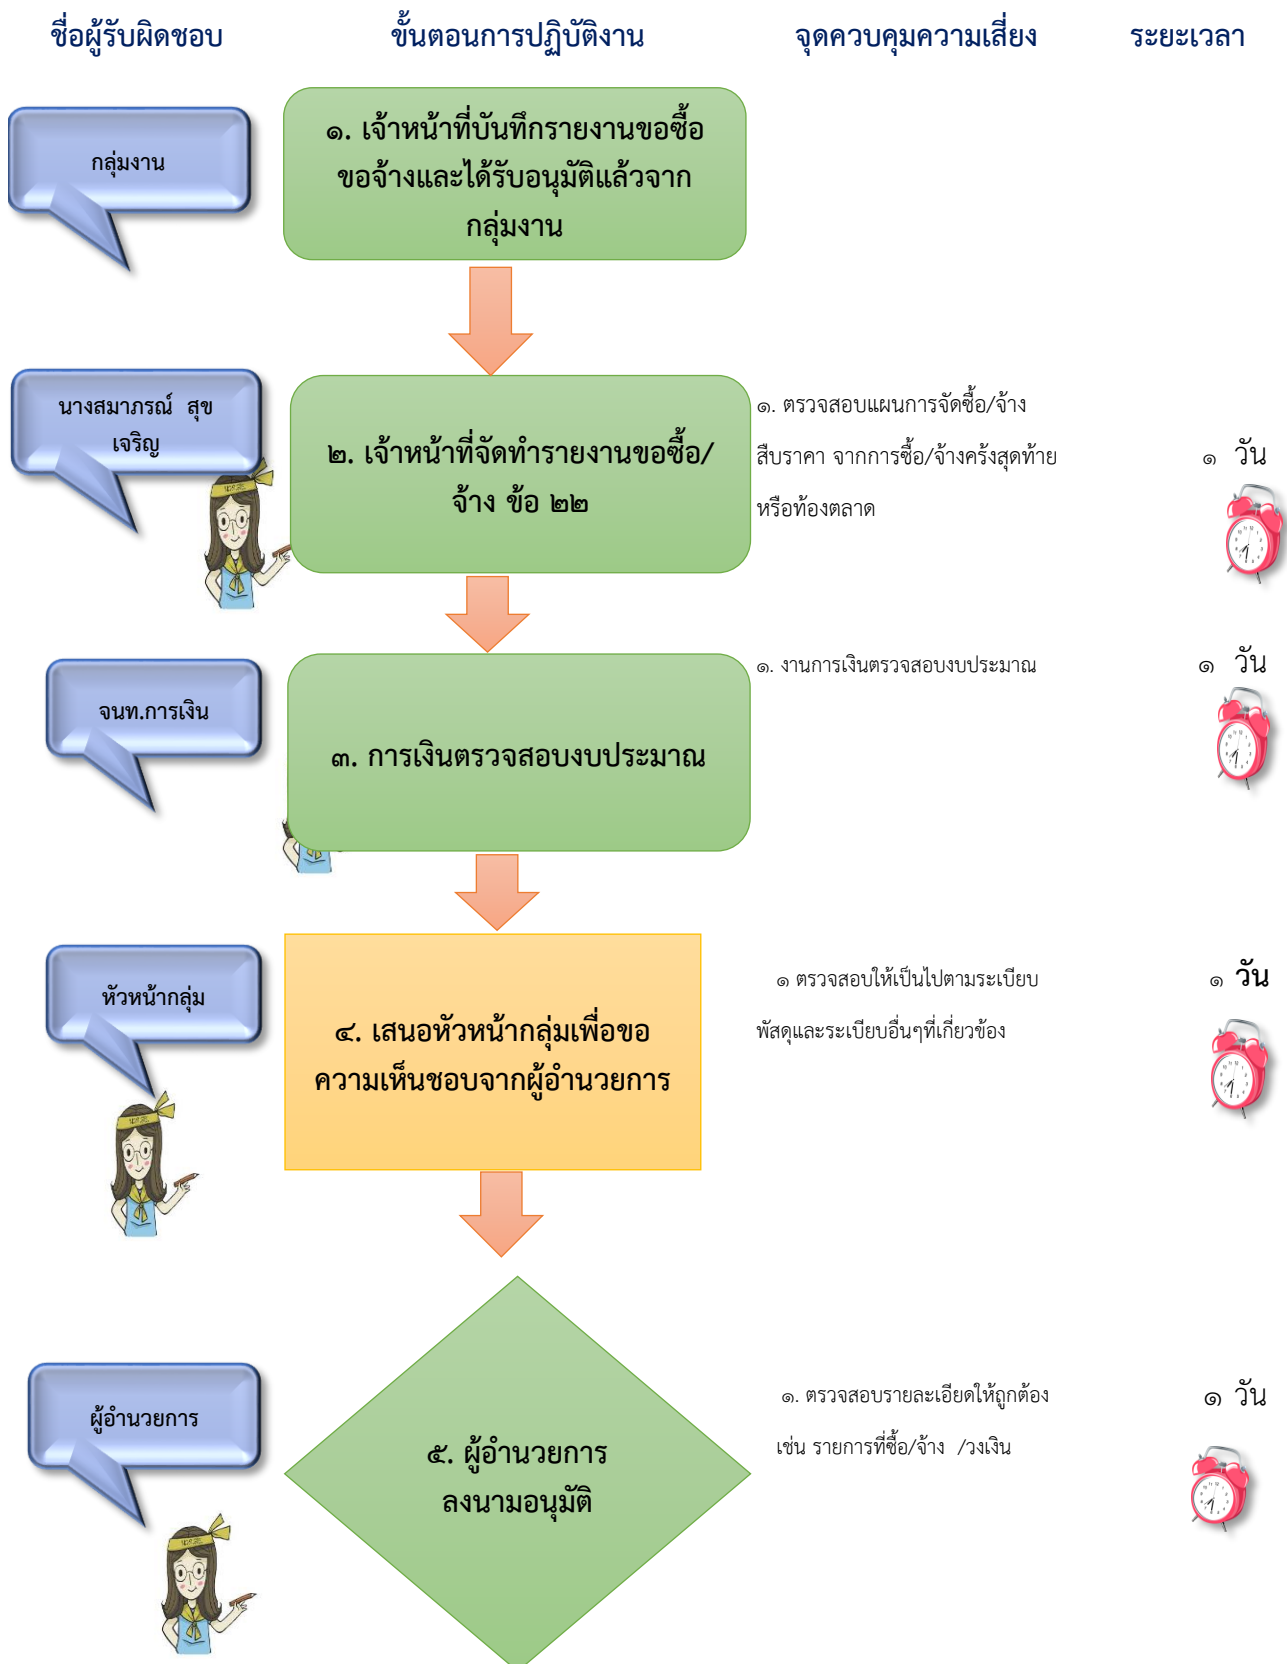 ชื่อผู้รับผิดชอบ ขั้นตอนการปฏิบัติงาน จุดควบคุมความเสี่ยง ระยะเวลา
กลุ่มงาน
๑. เจ้าหน้าที่บันทึกรายงานขอซื้อ
ขอจ้างและได้รับอนุมัติแล้วจาก
กลุ่มงาน
นางสมาภรณ์ สุข
เจริญ
๒. เจ้าหน้าที่จัดทำรายงานขอซื้อ/
จ้าง ข้อ ๒๒
๑. ตรวจสอบแผนการจัดซื้อ/จ้าง
สืบราคา จากการซื้อ/จ้างครั้งสุดท้าย
หรือท้องตลาด
๑ วัน
จนท.การเงิน
๓. การเงินตรวจสอบงบประมาณ
๑. งานการเงินตรวจสอบงบประมาณ
๑ วัน
หัวหน้ากลุ่ม
๔. เสนอหัวหน้ากลุ่มเพื่อขอ
ความเห็นชอบจากผู้อำนวยการ
๑ ตรวจสอบให้เป็นไปตามระเบียบ
พัสดุและระเบียบอื่นๆที่เกี่ยวข้อง
๑ วัน
ผู้อำนวยการ
๕. ผู้อำนวยการ
ลงนามอนุมัติ
๑. ตรวจสอบรายละเอียดให้ถูกต้อง
เช่น รายการที่ซื้อ/จ้าง /วงเงิน
๑ วัน